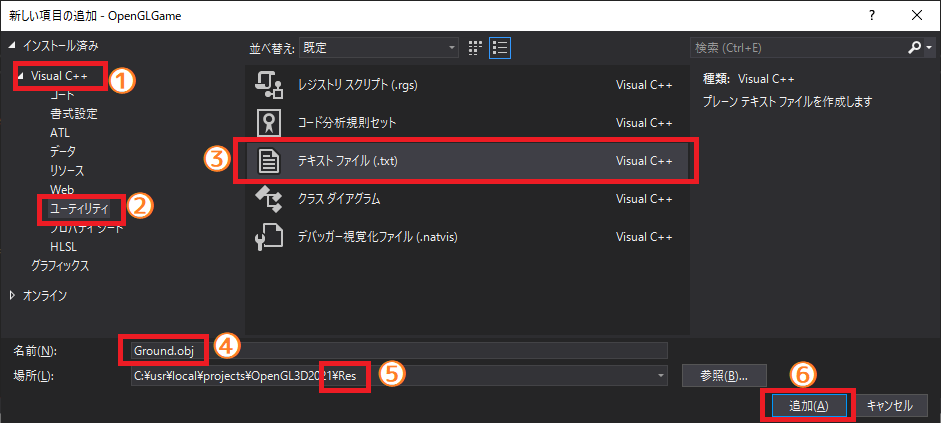 新しい項目の追加 - OpenGLGame
? ×
インストール済み
並べ替え: 既定
検索 (Ctrl+E)
Visual C++
①
コード
書式設定
ATL
データ
リソース
Web
ユーティリティ
②
プロパティ シート
HLSL
グラフィックス
オンライン
レジストリ スクリプト (.rgs) Visual C++
コード分析規則セット Visual C++
③
テキスト ファイル (.txt) Visual C++
クラス ダイアグラム Visual C++
デバッガー視覚化ファイル (.natvis) Visual C++
種類: Visual C++
プレーン テキスト ファイルを作成します
名前(N): Ground.obj ④
場所(L): C:¥usr¥local¥projects¥OpenGL3D2021¥Res ⑤
参照(B)...
⑥
追加(A) キャンセル